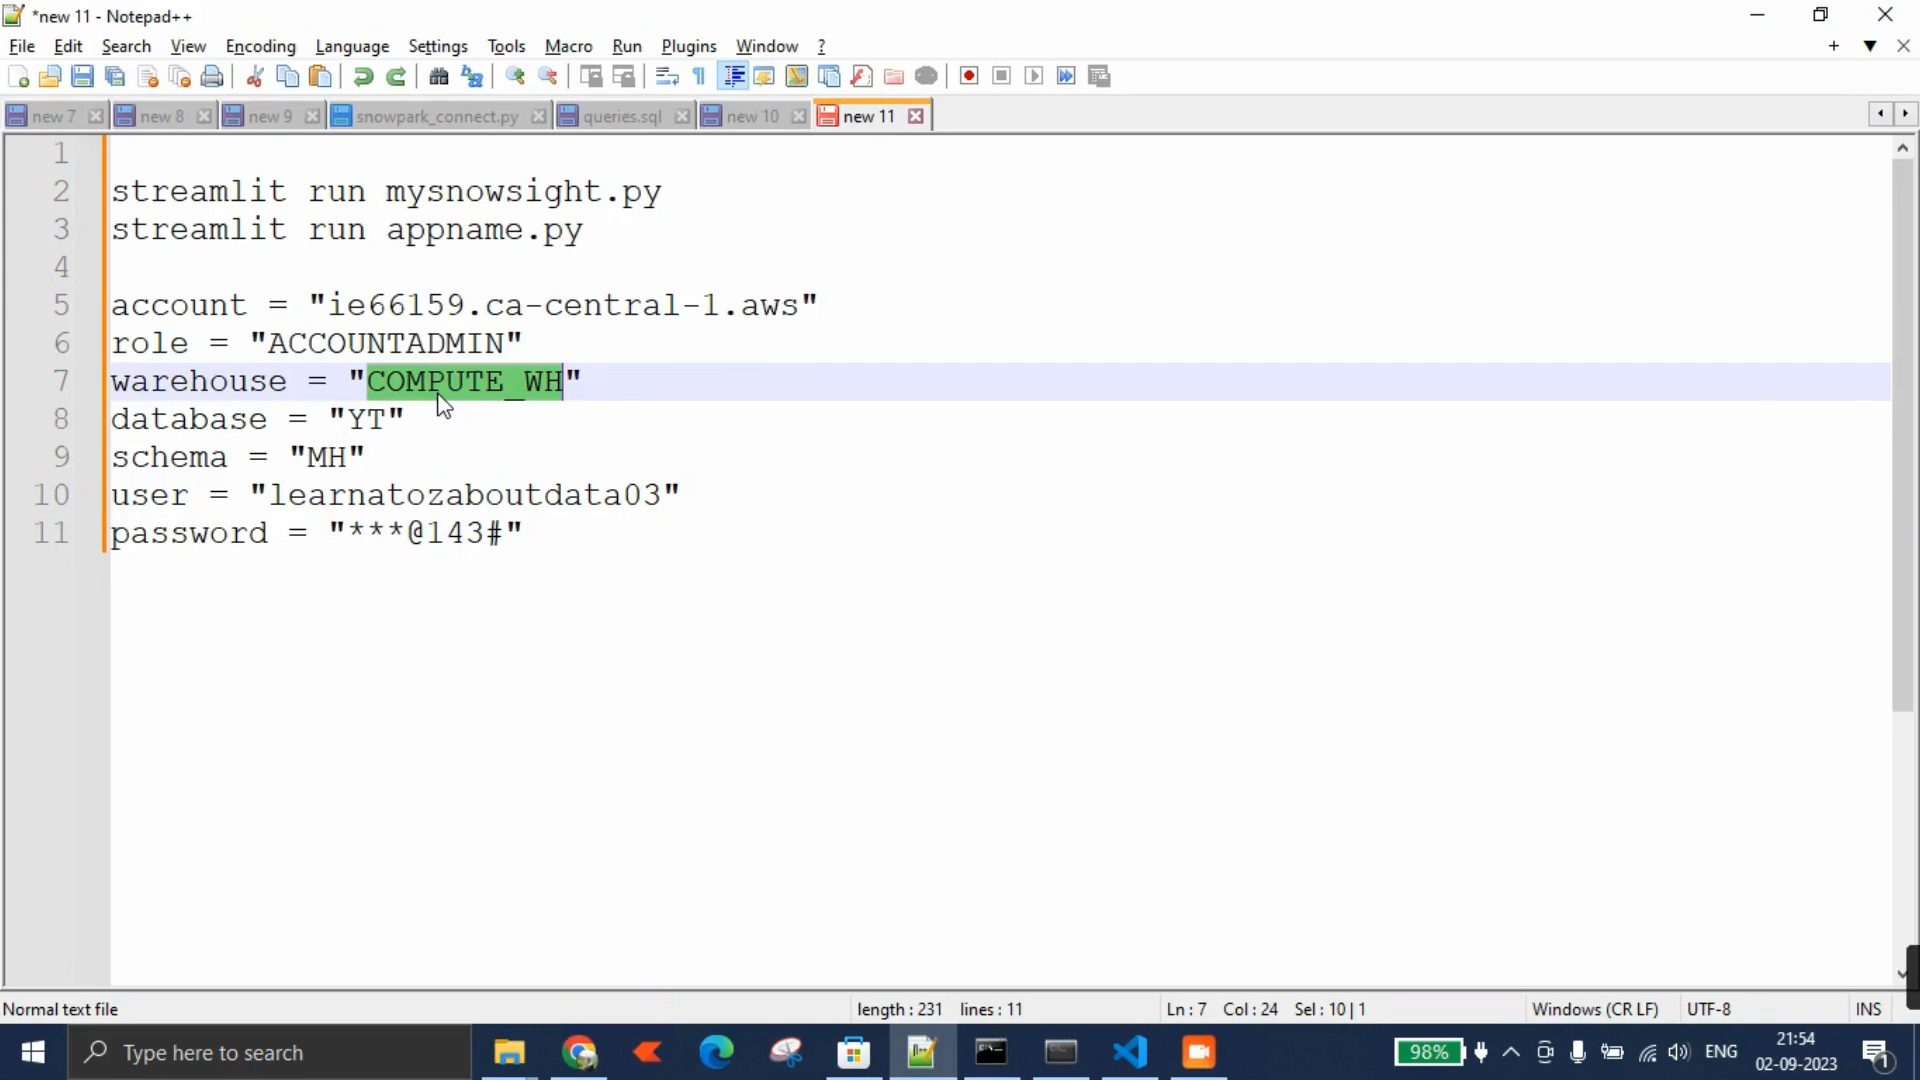 *new 11 - Notepad++
File Edit Search View Encoding Language Settings Tools Macro Run Plugins Window ?
new 7 new 8 new 9 snowpark_connect.py queries.sql new 10 new 11
1
2 streamlit run mysnowsight.py
3 streamlit run appname.py
4
5 account = "ie66159.ca-central-1.aws"
6 role = "ACCOUNTADMIN"
7 warehouse = "COMPUTE_WH"
8 database = "YT"
9 schema = "MH"
10 user = "learnatozaboutdata03"
11 password = "***@143#"
Normal text file length : 231 lines : 11 Ln : 7 Col : 24 Sel : 10 | 1 Windows (CR LF) UTF-8 INS
Type here to search 98% ENG 21:54
02-09-2023 1